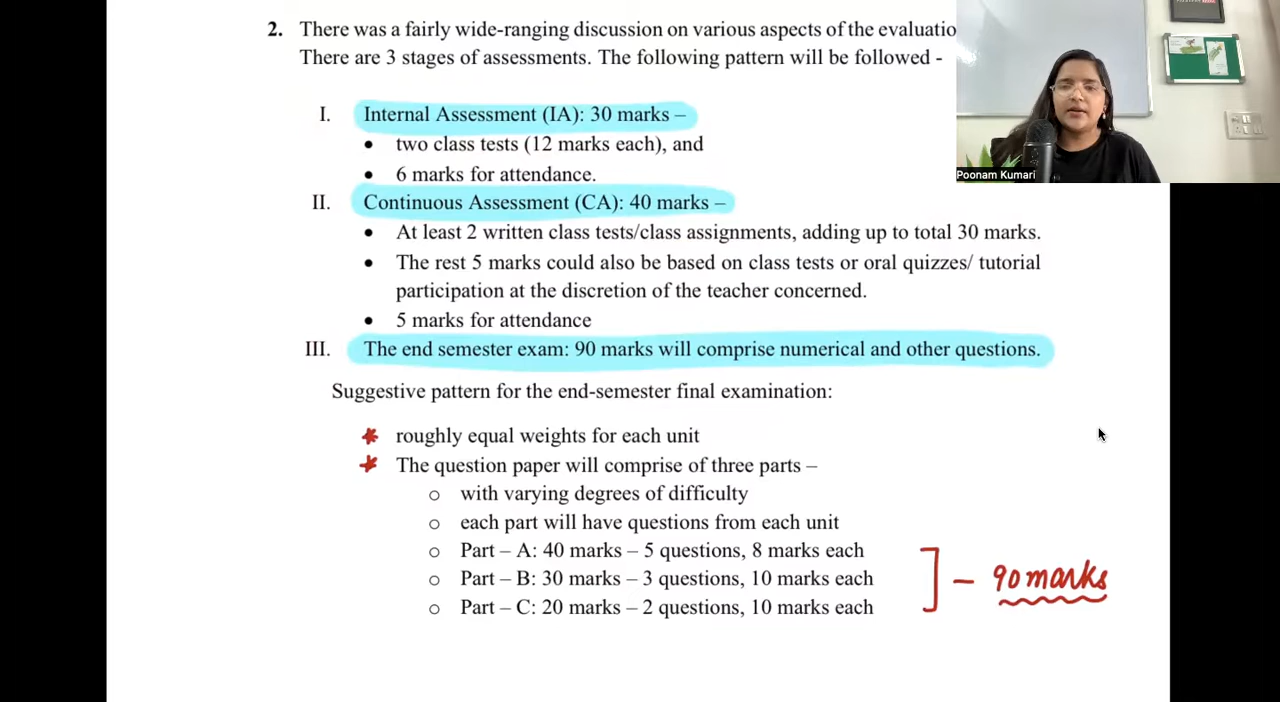 2. There was a fairly wide-ranging discussion on various aspects of the evaluatio
There are 3 stages of assessments. The following pattern will be followed -
I. Internal Assessment (IA): 30 marks –
• two class tests (12 marks each), and
• 6 marks for attendance.
II. Continuous Assessment (CA): 40 marks –
• At least 2 written class tests/class assignments, adding up to total 30 marks.
• The rest 5 marks could also be based on class tests or oral quizzes/ tutorial
participation at the discretion of the teacher concerned.
• 5 marks for attendance
III. The end semester exam: 90 marks will comprise numerical and other questions.
Suggestive pattern for the end-semester final examination:
* roughly equal weights for each unit
* The question paper will comprise of three parts –
o with varying degrees of difficulty
o each part will have questions from each unit
o Part – A: 40 marks – 5 questions, 8 marks each
o Part – B: 30 marks – 3 questions, 10 marks each
o Part – C: 20 marks – 2 questions, 10 marks each
] – 90 marks
Poonam Kumari